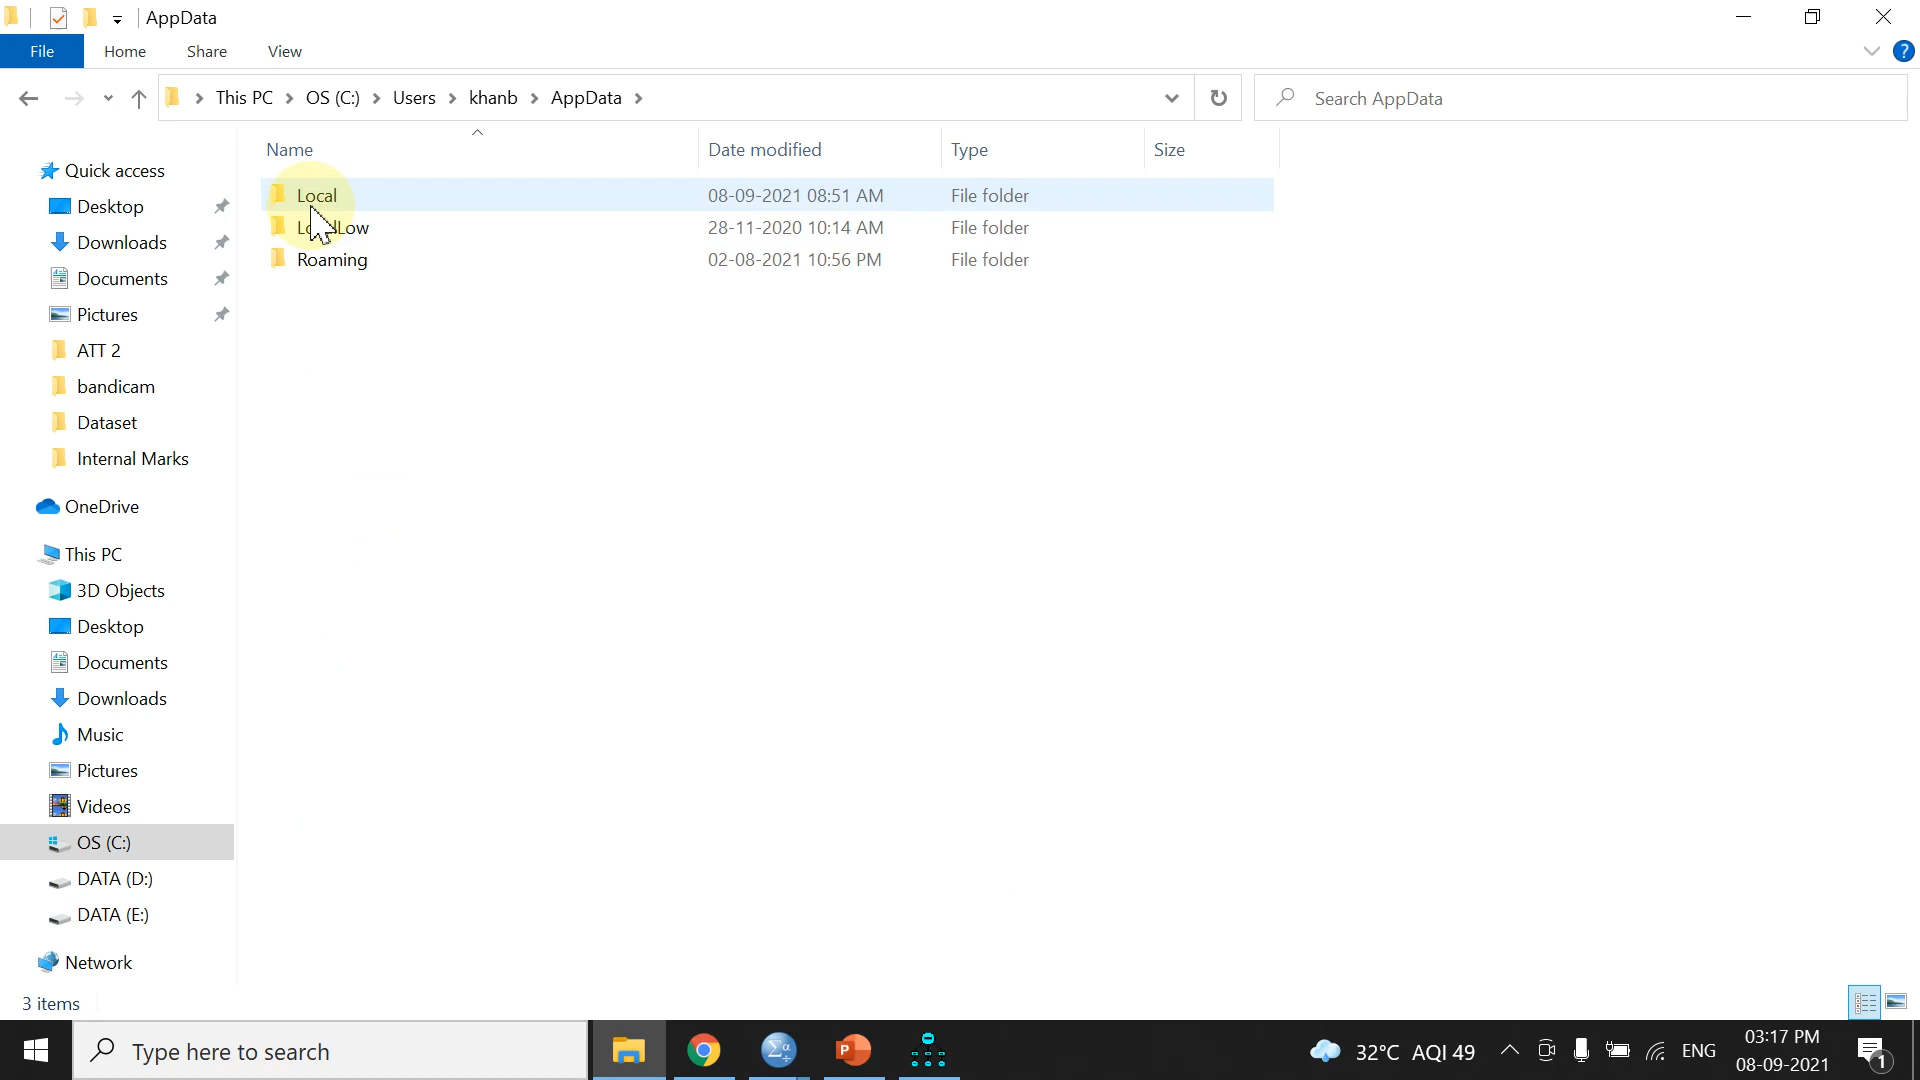 AppData
File Home Share View ?
This PC OS (C:) Users khanb AppData Search AppData
Name Date modified Type Size
Local 08-09-2021 08:51 AM File folder
28-11-2020 10:14 AM File folder
Roaming 02-08-2021 10:56 PM File folder
Quick access
Desktop
Downloads
Documents
Pictures
ATT 2
bandicam
Dataset
Internal Marks
OneDrive
This PC
3D Objects
Desktop
Documents
Downloads
Music
Pictures
Videos
OS (C:)
DATA (D:)
DATA (E:)
Network
3 items
Type here to search 32°C AQI 49 ENG 03:17 PM
08-09-2021 1